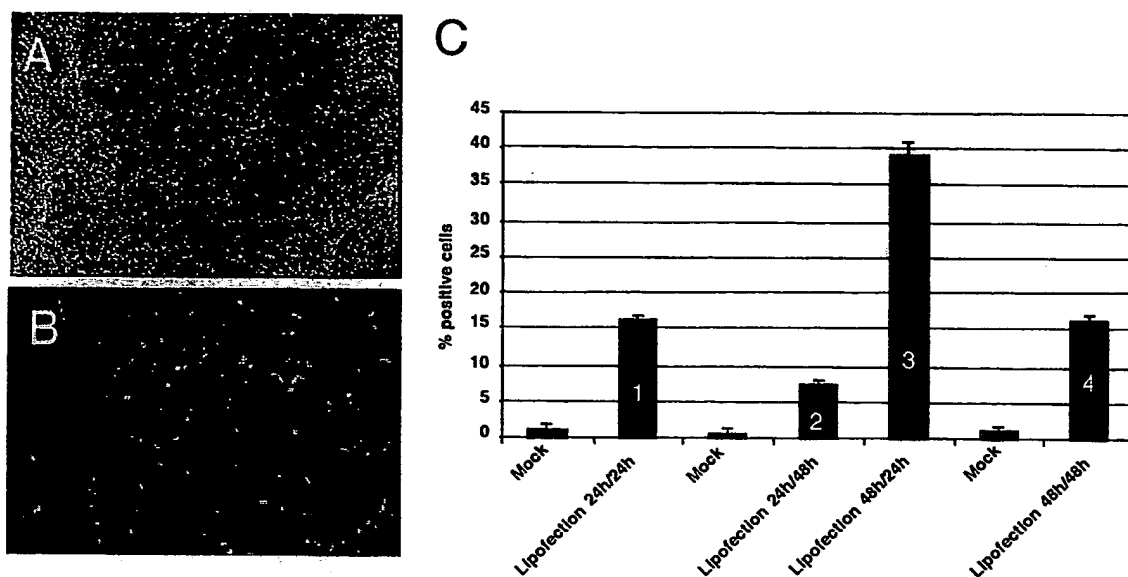 A
B
C
% positive cells
45
40
35
30
25
20
15
10
5
0
1
2
3
4
Mock
Lipofection 24h/24h
Mock
Lipofection 24h/48h
Lipofection 48h/24h
Mock
Lipofection 48h/48h